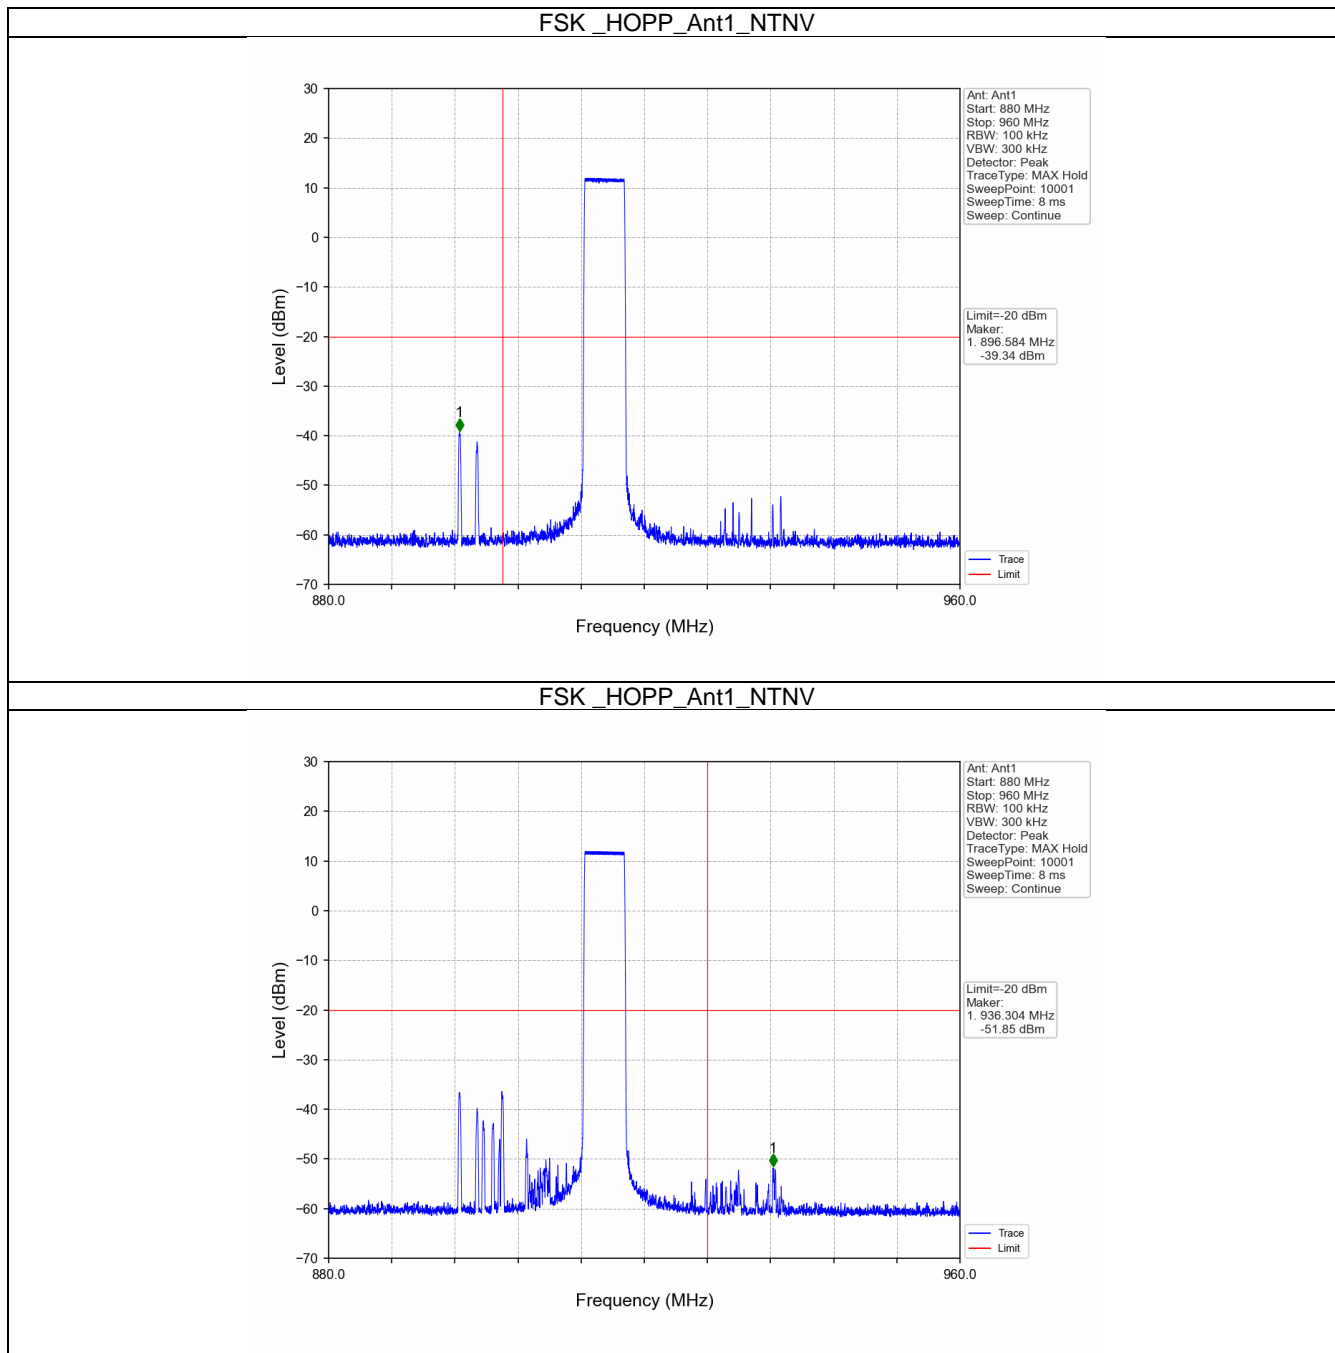 FSK _HOPP_Ant1_NTNV
30
20
10
0
−10
−20
−30
−40
−50
−60
−70
Level (dBm)
1
880.0
960.0
Frequency (MHz)
Ant: Ant1
Start: 880 MHz
Stop: 960 MHz
RBW: 100 kHz
VBW: 300 kHz
Detector: Peak
TraceType: MAX Hold
SweepPoint: 10001
SweepTime: 8 ms
Sweep: Continue
Limit=-20 dBm
Maker:
1. 896.584 MHz
-39.34 dBm
Trace
Limit
FSK _HOPP_Ant1_NTNV
30
20
10
0
−10
−20
−30
−40
−50
−60
−70
Level (dBm)
1
880.0
960.0
Frequency (MHz)
Ant: Ant1
Start: 880 MHz
Stop: 960 MHz
RBW: 100 kHz
VBW: 300 kHz
Detector: Peak
TraceType: MAX Hold
SweepPoint: 10001
SweepTime: 8 ms
Sweep: Continue
Limit=-20 dBm
Maker:
1. 936.304 MHz
-51.85 dBm
Trace
Limit